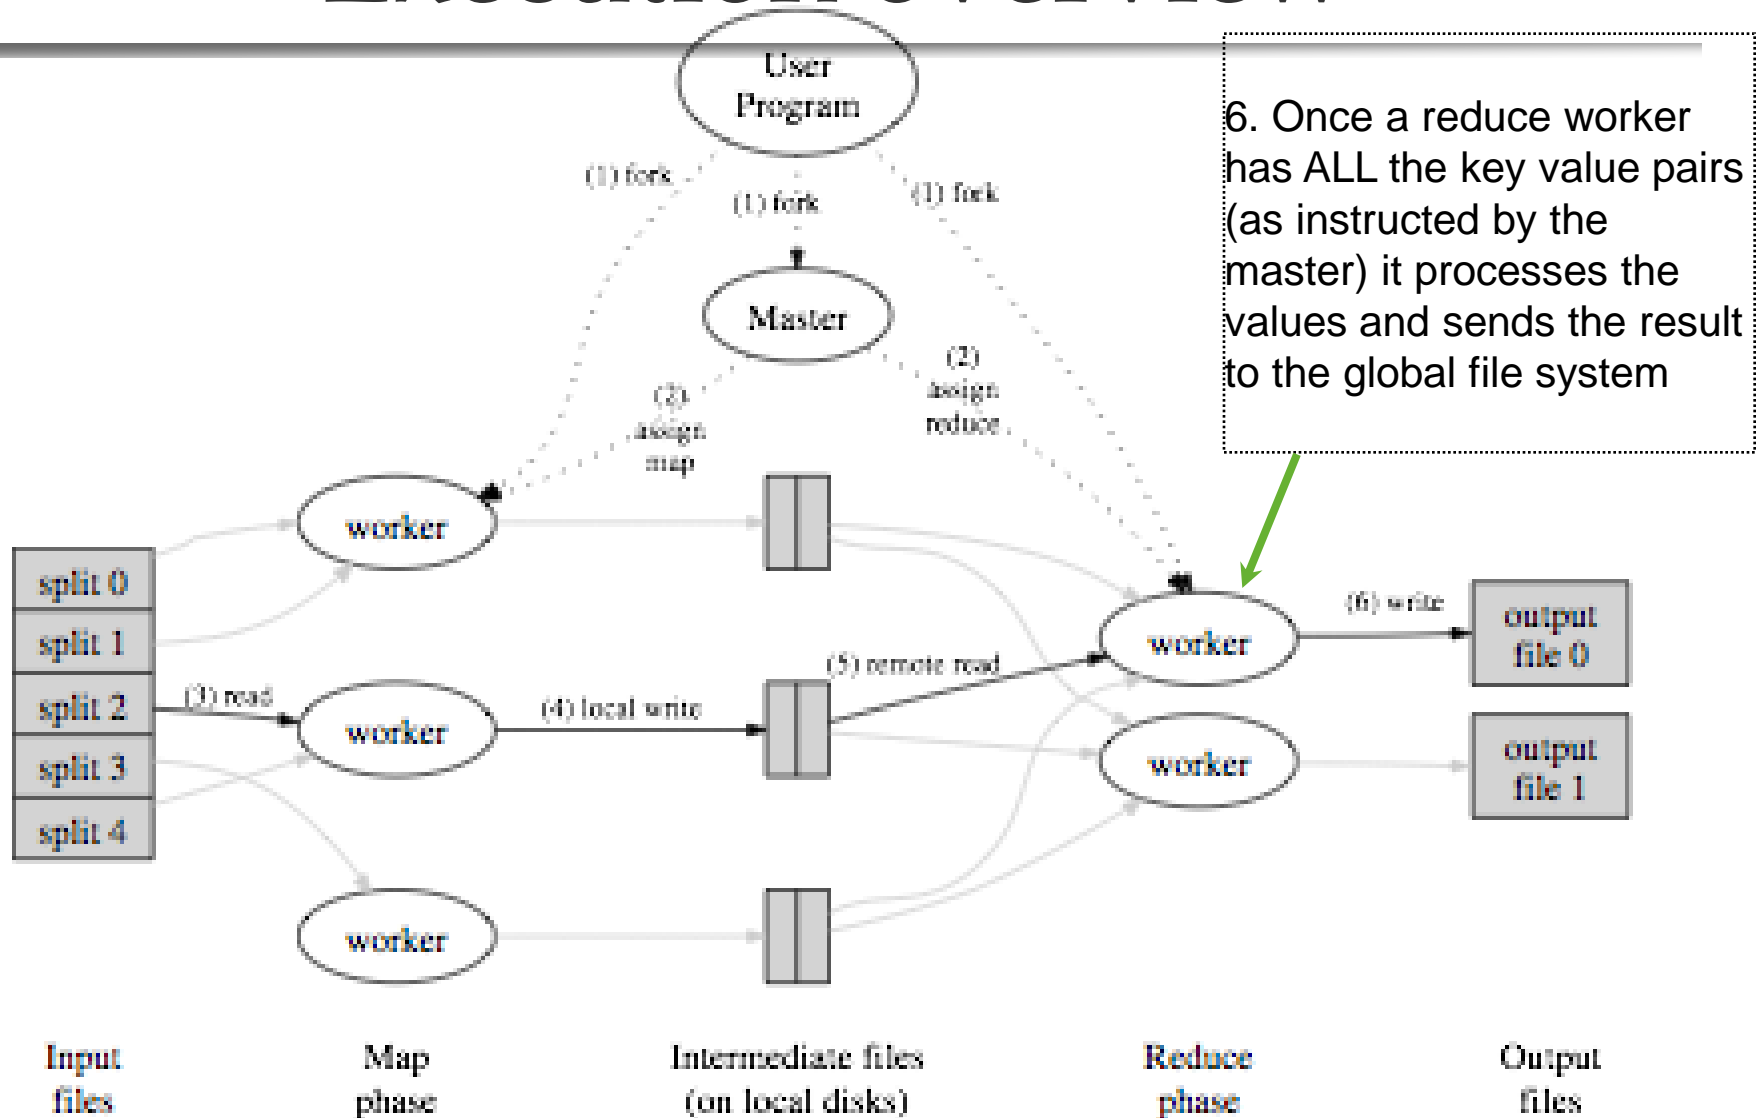 Execution overview
User
Program
6. Once a reduce worker
has ALL the key value pairs
(as instructed by the
master) it processes the
values and sends the result
to the global file system
(1) fork
(1) fork
(1) fork
Master
(2)
assign
map
(2)
assign
reduce
worker
split 0
split 1
split 2
split 3
split 4
(3) read
worker
(4) local write
(5) remote read
worker
(6) write
output
file 0
worker
output
file 1
worker
Input
files
Map
phase
Intermediate files
(on local disks)
Reduce
phase
Output
files